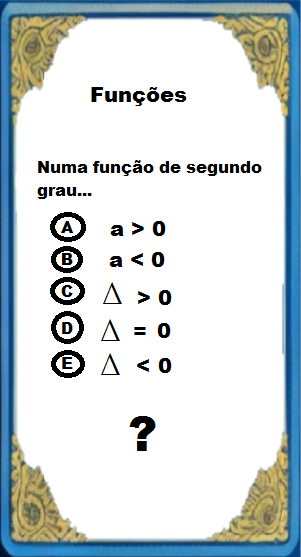 Funções
Numa função de segundo
grau...
A a > 0
B a < 0
C Δ > 0
D Δ = 0
E Δ < 0
?